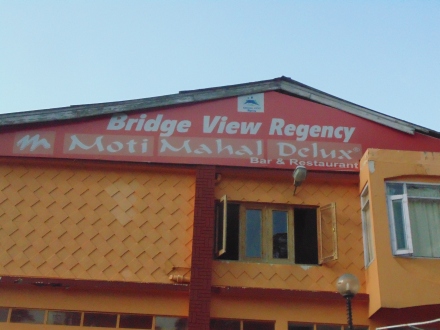 Bridge View Regency
m Moti Mahal Delux
Bar & Restaurant